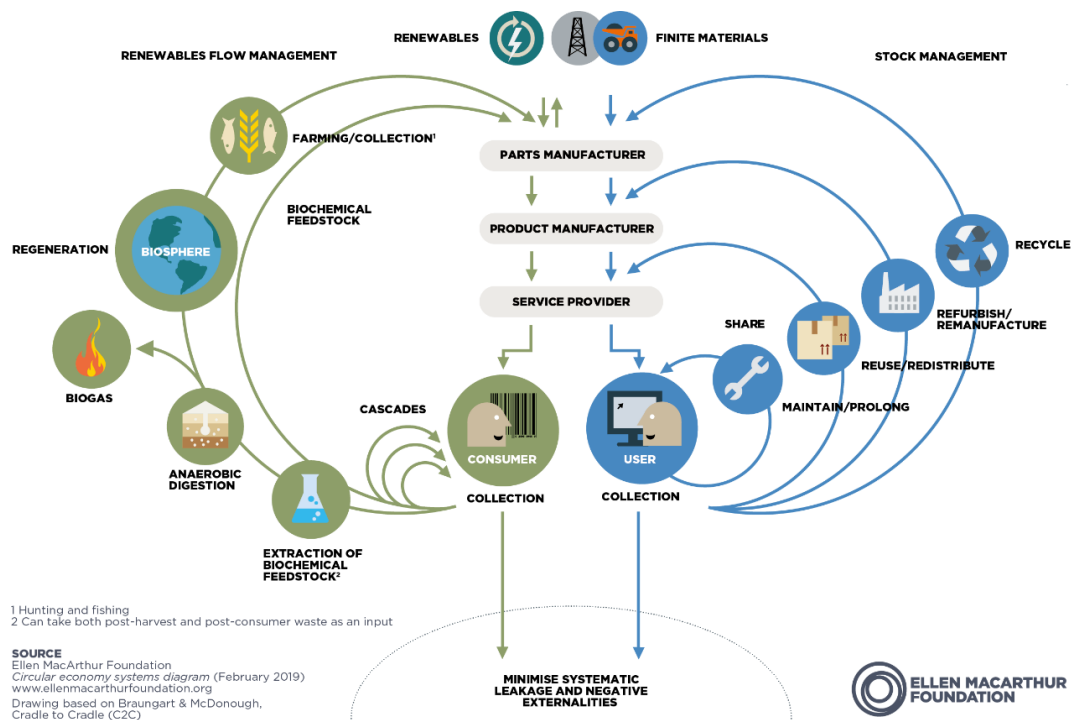 RENEWABLES
FINITE MATERIALS
RENEWABLES FLOW MANAGEMENT
STOCK MANAGEMENT
FARMING/COLLECTION¹
PARTS MANUFACTURER
BIOCHEMICAL
FEEDSTOCK
PRODUCT MANUFACTURER
REGENERATION
BIOSPHERE
RECYCLE
SERVICE PROVIDER
SHARE
REFURBISH/
REMANUFACTURE
REUSE/REDISTRIBUTE
BIOGAS
CASCADES
MAINTAIN/PROLONG
CONSUMER
USER
ANAEROBIC
DIGESTION
COLLECTION
COLLECTION
EXTRACTION OF
BIOCHEMICAL
FEEDSTOCK²
1 Hunting and fishing
2 Can take both post-harvest and post-consumer waste as an input
SOURCE
Ellen MacArthur Foundation
Circular economy systems diagram (February 2019)
www.ellenmacarthurfoundation.org
Drawing based on Braungart & McDonough,
Cradle to Cradle (C2C)
MINIMISE SYSTEMATIC
LEAKAGE AND NEGATIVE
EXTERNALITIES
ELLEN MACARTHUR
FOUNDATION